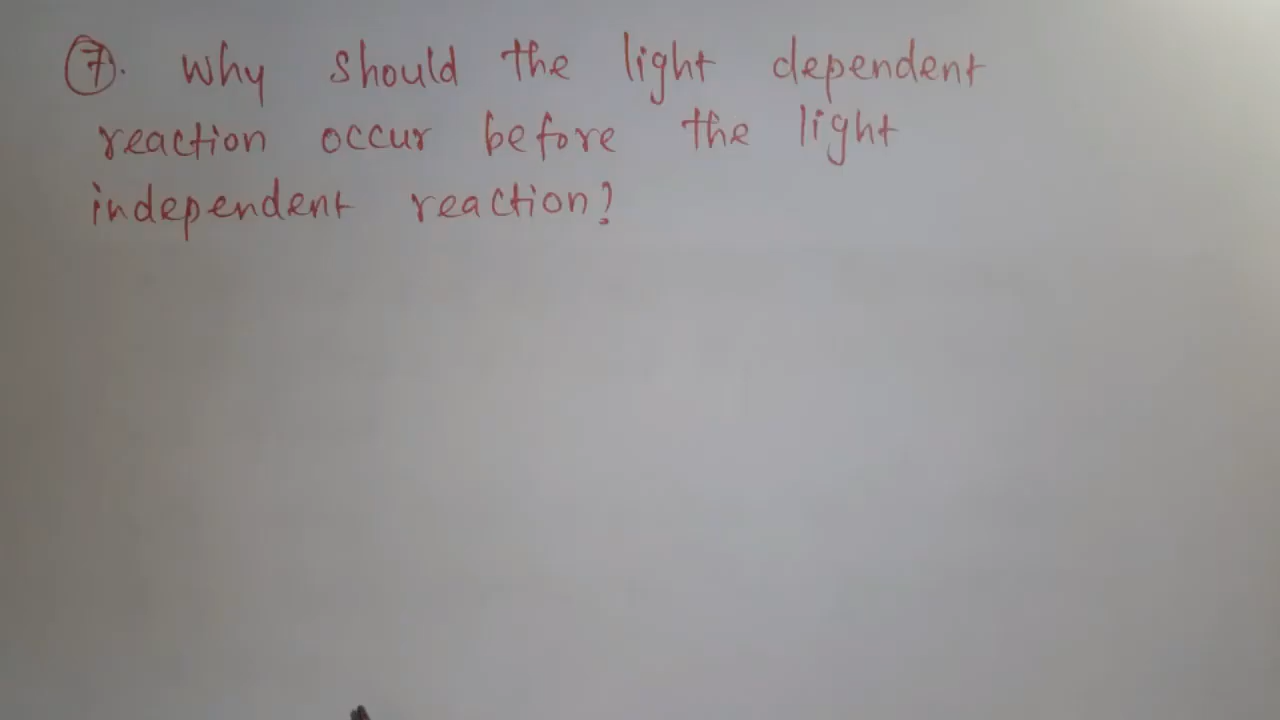 7. Why should the light dependent
reaction occur before the light
independent reaction?